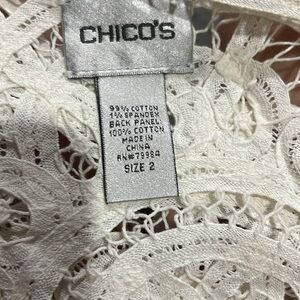 CHICO'S
99% COTTON
1% SPANDEX
BACK PANEL:
100% COTTON
MADE IN
CHINA
RN#79984
SIZE 2